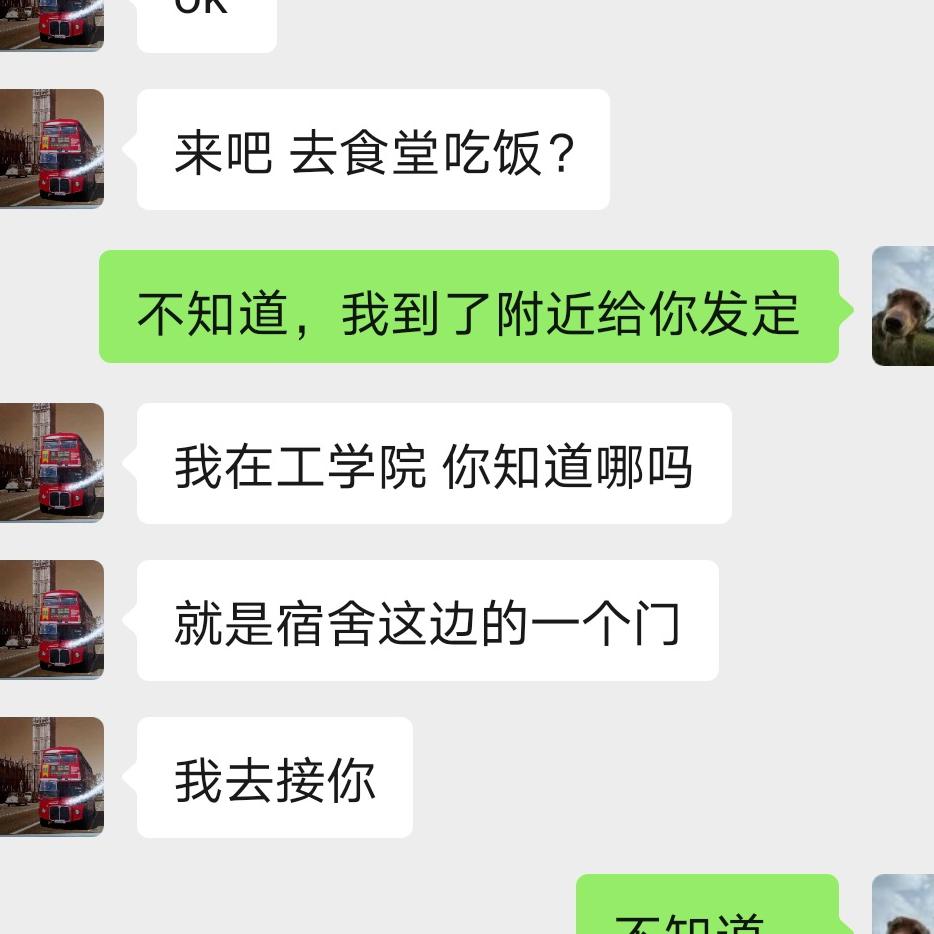 OK
来吧 去食堂吃饭？
不知道，我到了附近给你发定
我在工学院 你知道哪吗
就是宿舍这边的一个门
我去接你
不知道